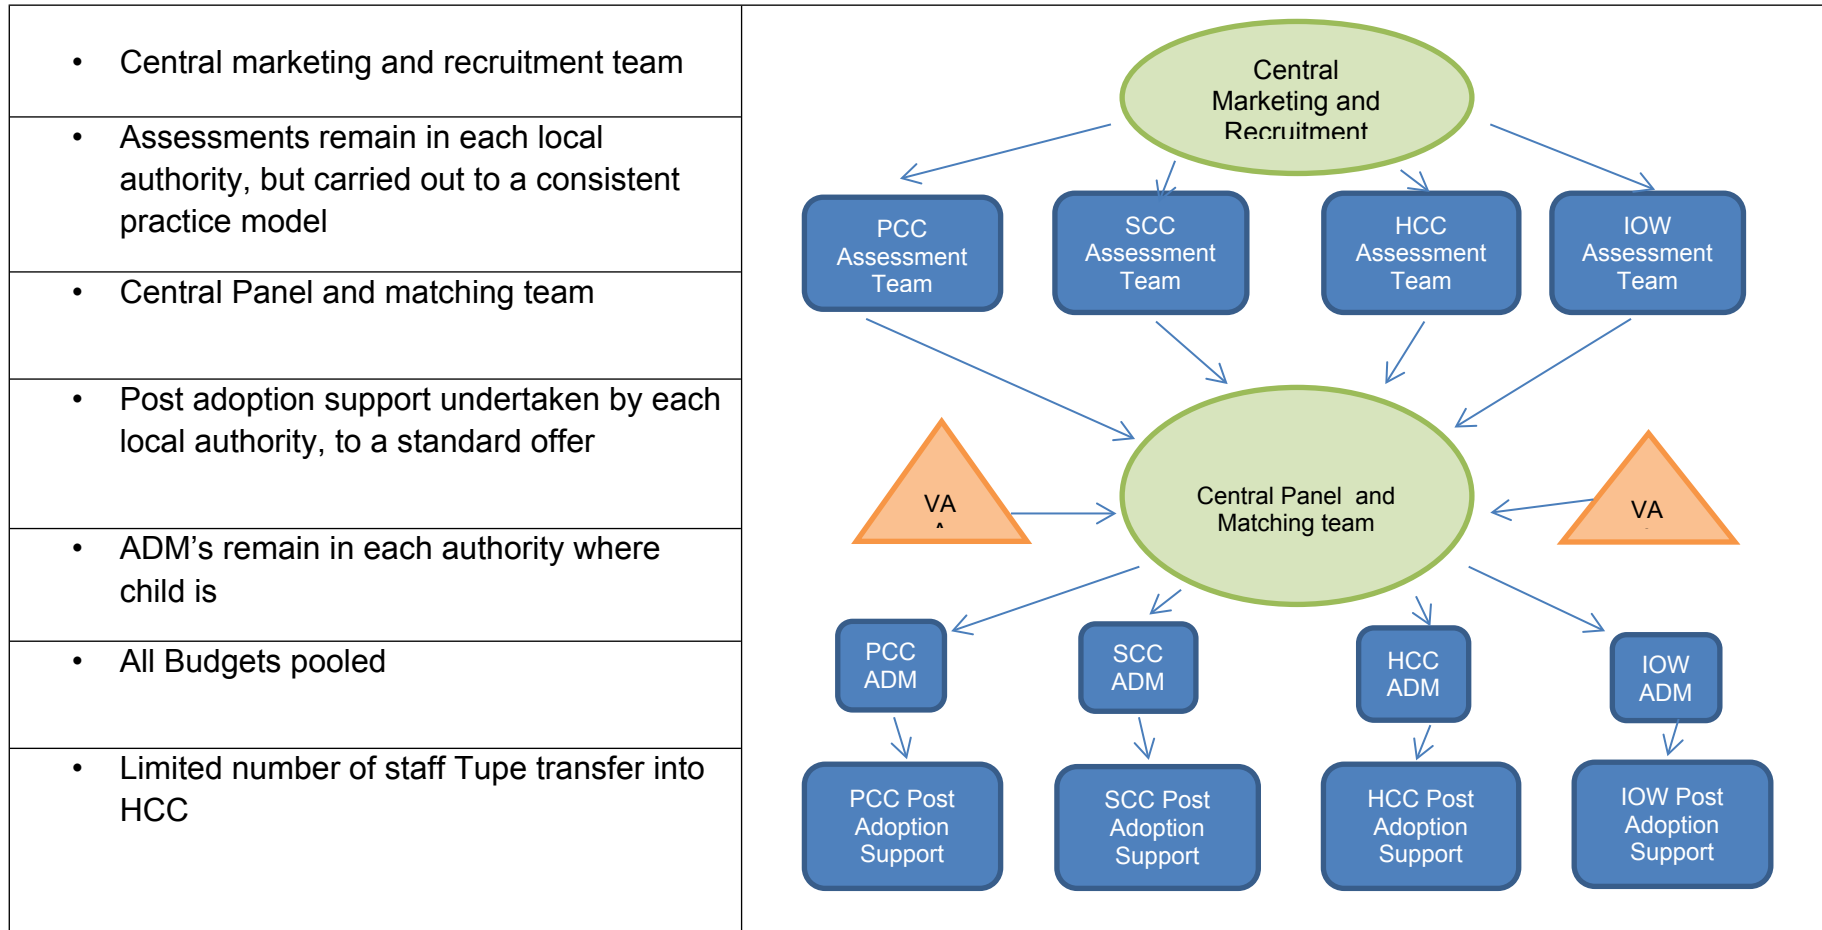 • Central marketing and recruitment team
• Assessments remain in each local
authority, but carried out to a consistent
practice model
• Central Panel and matching team
• Post adoption support undertaken by each
local authority, to a standard offer
• ADM's remain in each authority where
child is
• All Budgets pooled
• Limited number of staff Tupe transfer into
HCC
Central
Marketing and
Recruitment
PCC
Assessment
Team
SCC
Assessment
Team
HCC
Assessment
Team
IOW
Assessment
Team
VA
Central Panel and
Matching team
VA
PCC
ADM
SCC
ADM
HCC
ADM
IOW
ADM
PCC Post
Adoption
Support
SCC Post
Adoption
Support
HCC Post
Adoption
Support
IOW Post
Adoption
Support